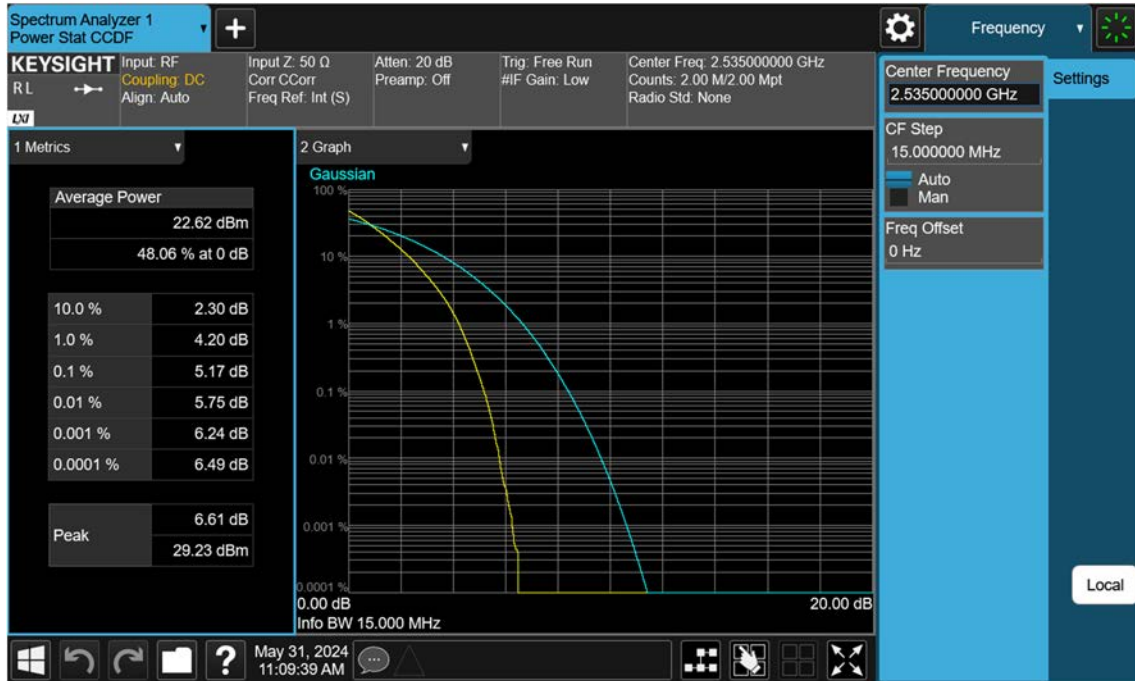 Spectrum Analyzer 1
Power Stat CCDF
Frequency
KEYSIGHT
R L
LXI
Input: RF
Coupling: DC
Align: Auto
Input Z: 50 Ω
Corr CCorr
Freq Ref: Int (S)
Atten: 20 dB
Preamp: Off
Trig: Free Run
#IF Gain: Low
Center Freq: 2.535000000 GHz
Counts: 2.00 M/2.00 Mpt
Radio Std: None
Center Frequency
2.535000000 GHz
Settings
CF Step
15.000000 MHz
Auto
Man
Freq Offset
0 Hz
Local
1 Metrics
Average Power
22.62 dBm
48.06 % at 0 dB
10.0 % 2.30 dB
1.0 % 4.20 dB
0.1 % 5.17 dB
0.01 % 5.75 dB
0.001 % 6.24 dB
0.0001 % 6.49 dB
Peak
6.61 dB
29.23 dBm
2 Graph
Gaussian
100 %
10 %
1 %
0.1 %
0.01 %
0.001 %
0.0001 %
0.00 dB 20.00 dB
Info BW 15.000 MHz
?
May 31, 2024
11:09:39 AM